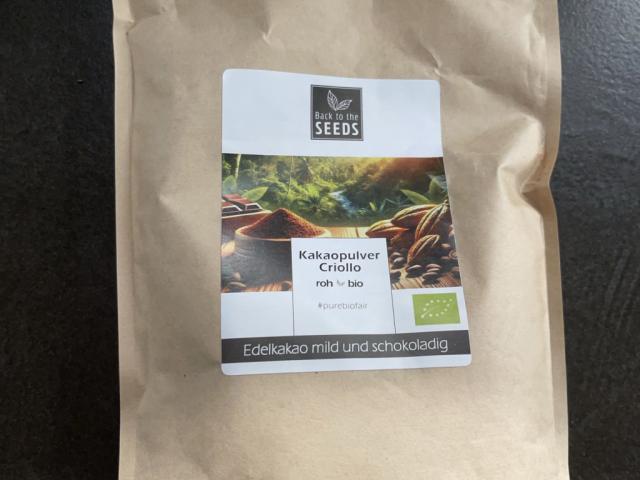 Back to the
SEEDS
Kakaopulver
Criollo
roh bio
#purebiofair
Edelkakao mild und schokoladig